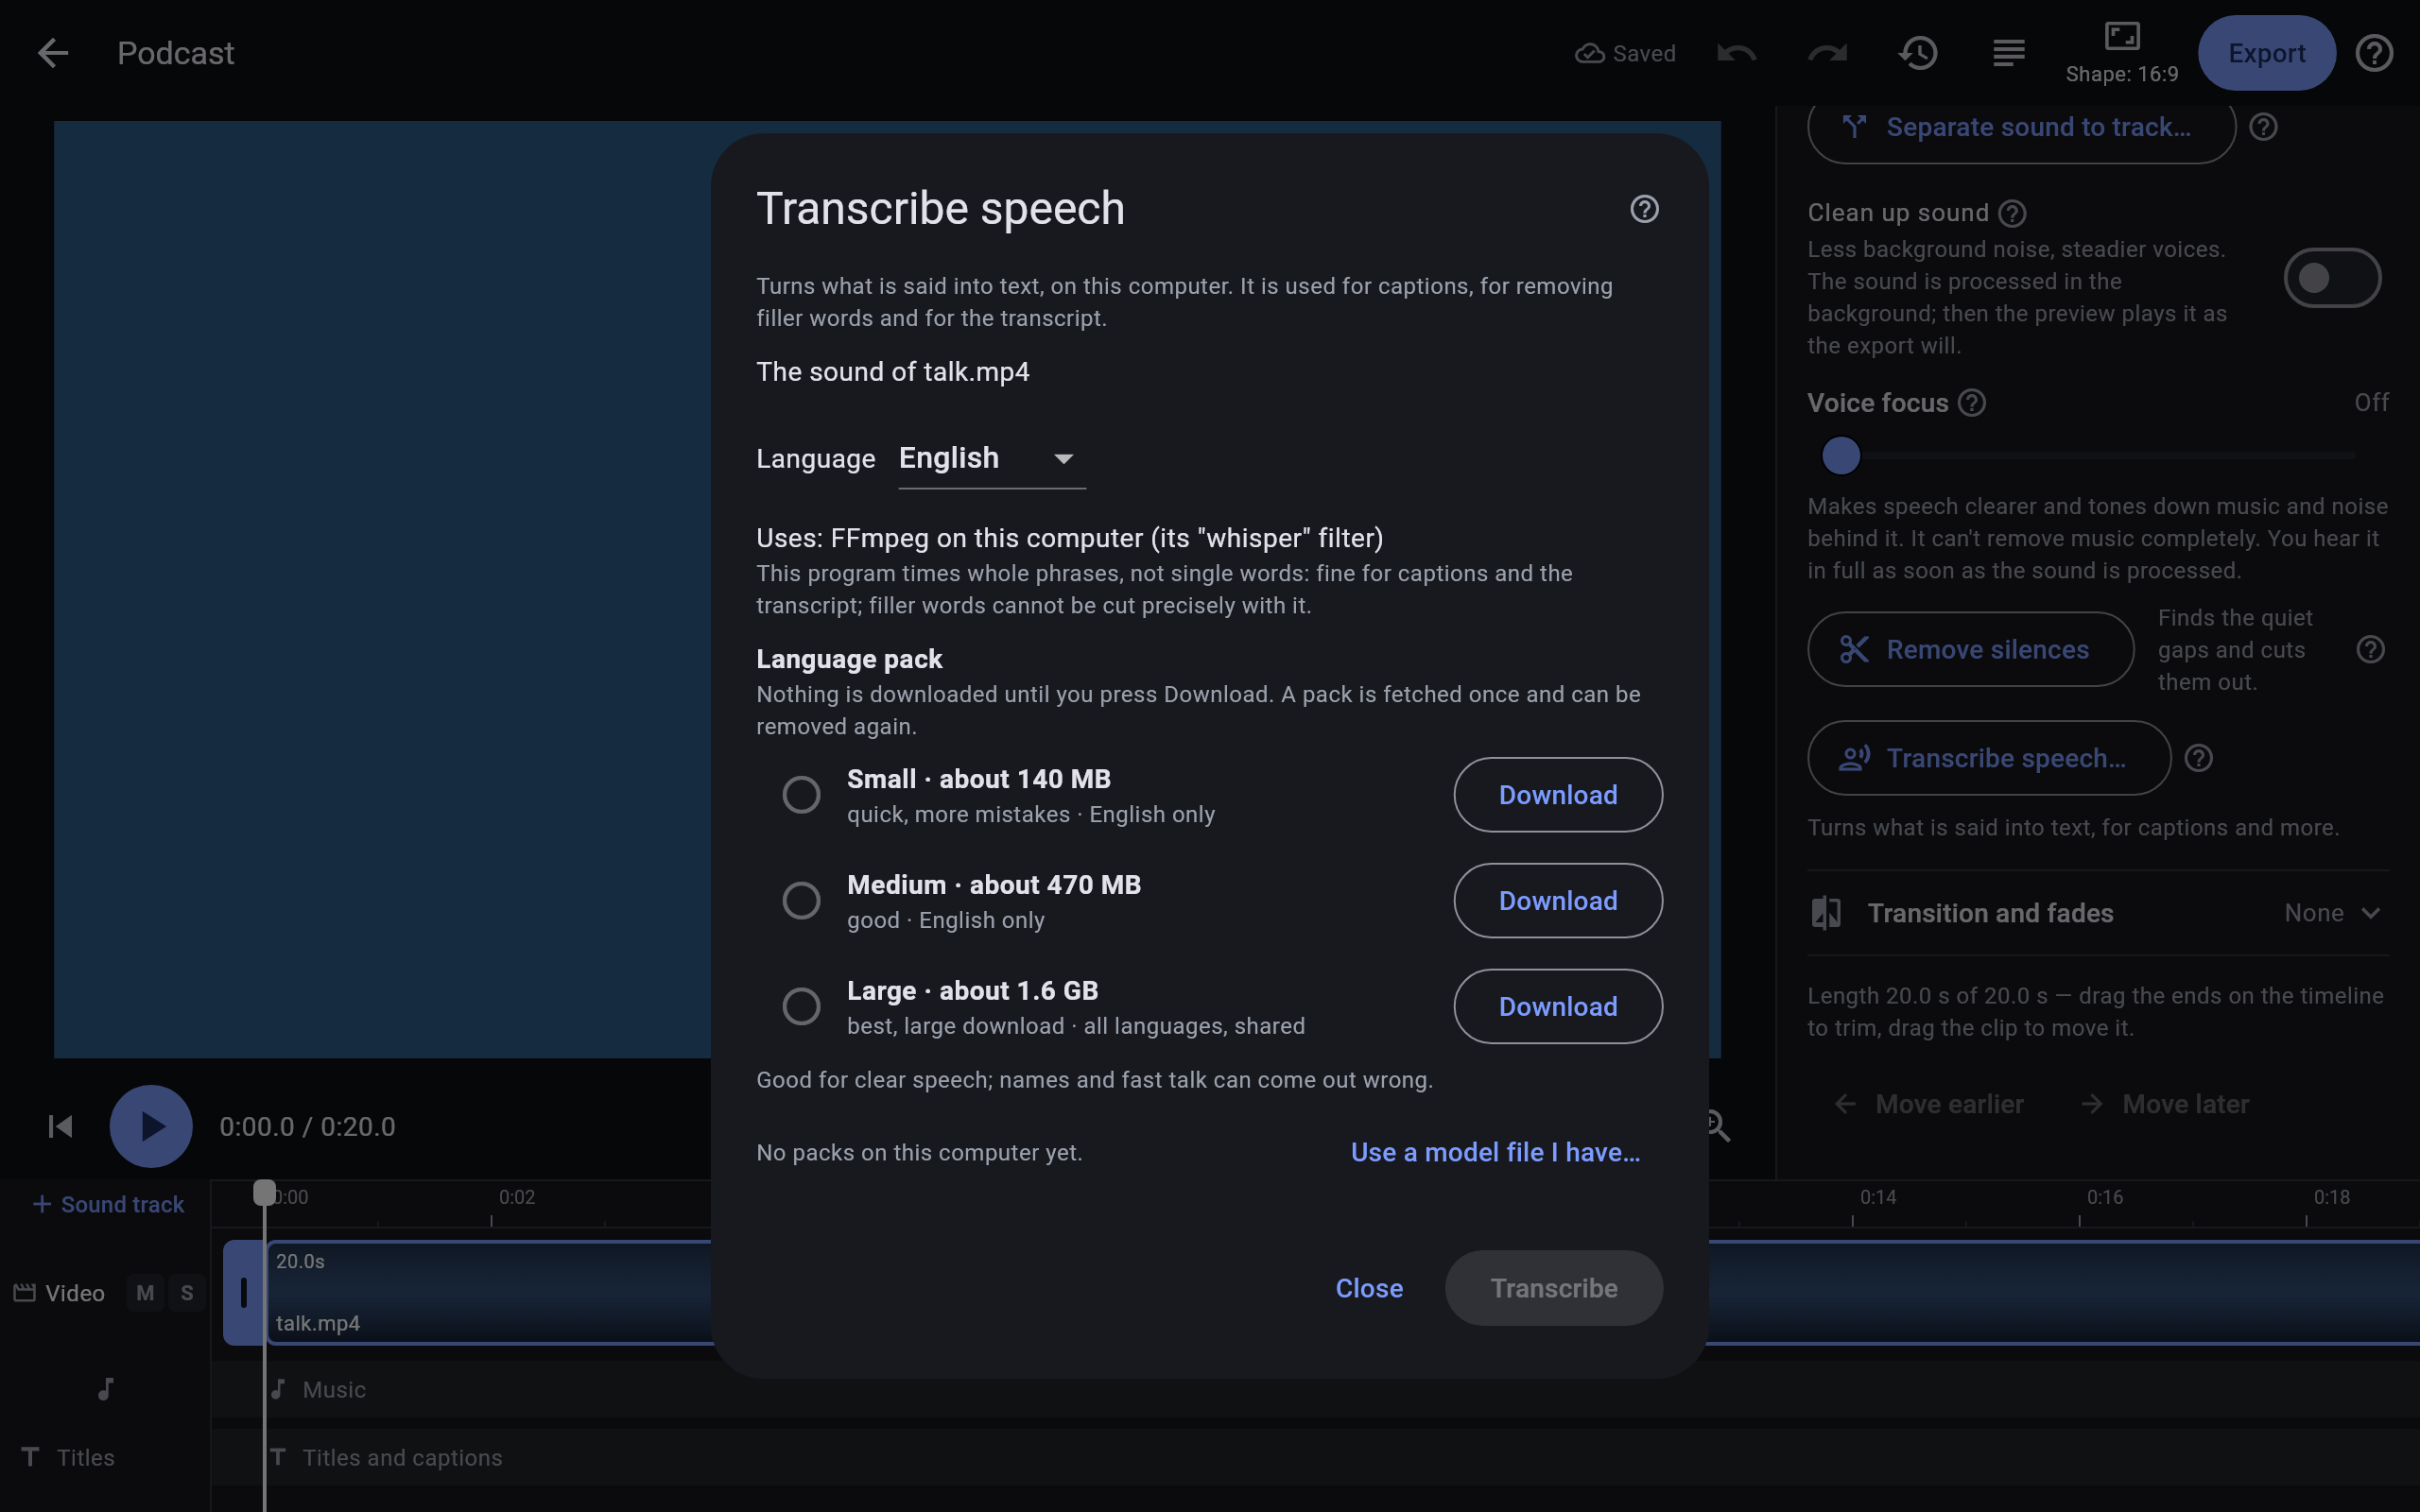 Podcast
Saved
Shape: 16:9
Export
Separate sound to track...
Clean up sound
Less background noise, steadier voices.
The sound is processed in the
background; then the preview plays it as
the export will.
Voice focus
Off
Makes speech clearer and tones down music and noise
behind it. It can't remove music completely. You hear it
in full as soon as the sound is processed.
Remove silences
Finds the quiet
gaps and cuts
them out.
Transcribe speech...
Turns what is said into text, for captions and more.
Transition and fades
None
Length 20.0 s of 20.0 s — drag the ends on the timeline
to trim, drag the clip to move it.
Move earlier
Move later
Transcribe speech
Turns what is said into text, on this computer. It is used for captions, for removing
filler words and for the transcript.
The sound of talk.mp4
Language English
Uses: FFmpeg on this computer (its "whisper" filter)
This program times whole phrases, not single words: fine for captions and the
transcript; filler words cannot be cut precisely with it.
Language pack
Nothing is downloaded until you press Download. A pack is fetched once and can be
removed again.
Small · about 140 MB
quick, more mistakes · English only
Download
Medium · about 470 MB
good · English only
Download
Large · about 1.6 GB
best, large download · all languages, shared
Download
Good for clear speech; names and fast talk can come out wrong.
No packs on this computer yet.
Use a model file I have...
Close
Transcribe
0:00.0 / 0:20.0
+ Sound track
0:00
0:02
0:14
0:16
0:18
Video M S
20.0s
talk.mp4
Music
Titles
Titles and captions